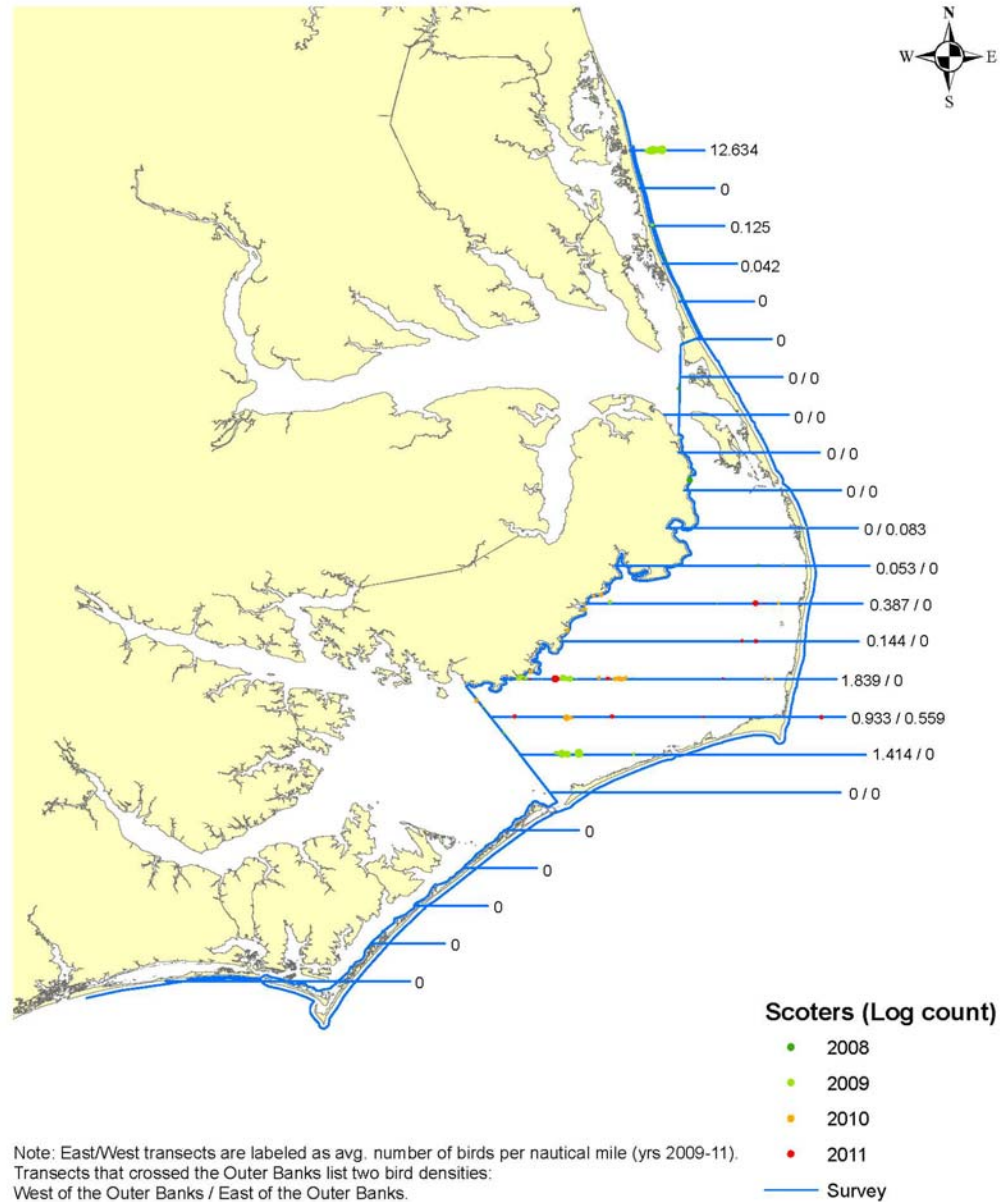 N
W E
S
12.634
0
0.125
0.042
0
0
0 / 0
0 / 0
0 / 0
0 / 0
0 / 0.083
0.053 / 0
0.387 / 0
0.144 / 0
1.839 / 0
0.933 / 0.559
1.414 / 0
0 / 0
0
0
0
0
0
Scoters (Log count)
2008
2009
2010
2011
Survey
Note: East/West transects are labeled as avg. number of birds per nautical mile (yrs 2009-11).
Transects that crossed the Outer Banks list two bird densities:
West of the Outer Banks / East of the Outer Banks.